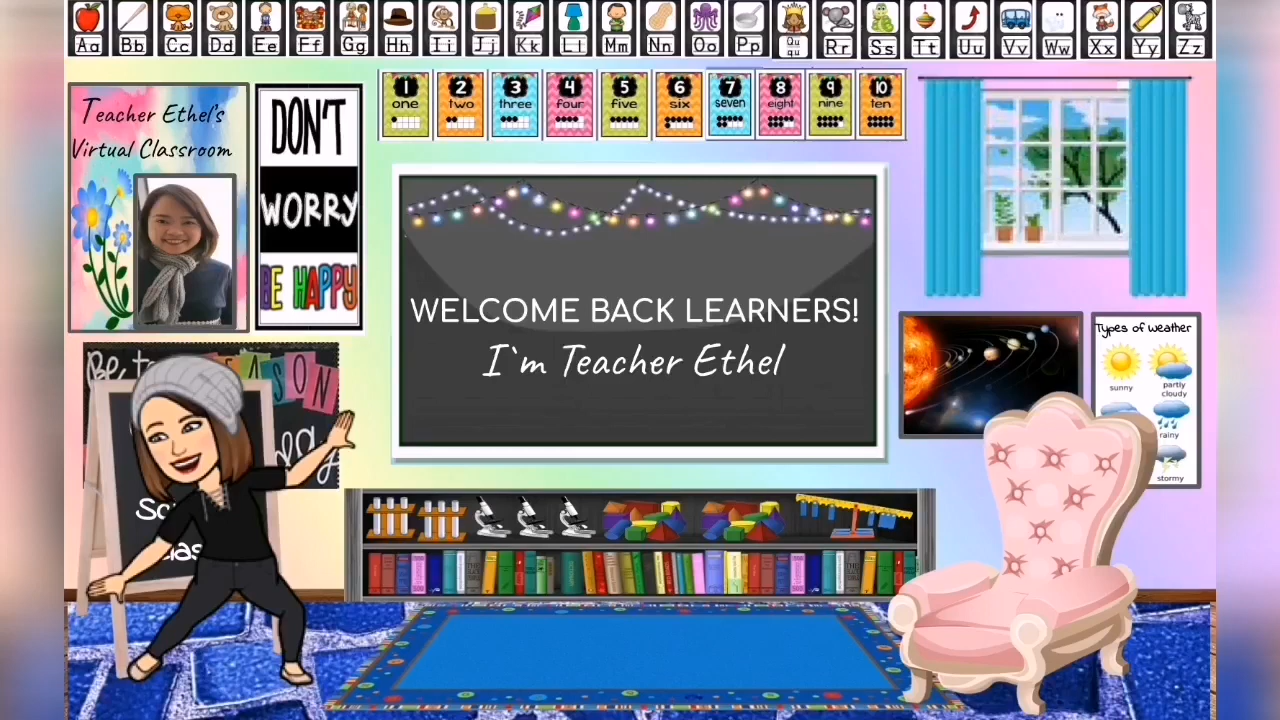 Aa Bb Cc Dd Ee Ff Gg Hh Ii Jj Kk Ll Mm Nn Oo Pp Qu qu Rr Ss Tt Uu Vv Ww Xx Yy Zz
1 2 3 4 5 6 7 8 9 10
one two three four five six seven eight nine ten
Teacher Ethel's
Virtual Classroom
DON'T
WORRY
BE HAPPY
WELCOME BACK LEARNERS!
I`m Teacher Ethel
Types of weather
sunny
partly
cloudy
rainy
stormy